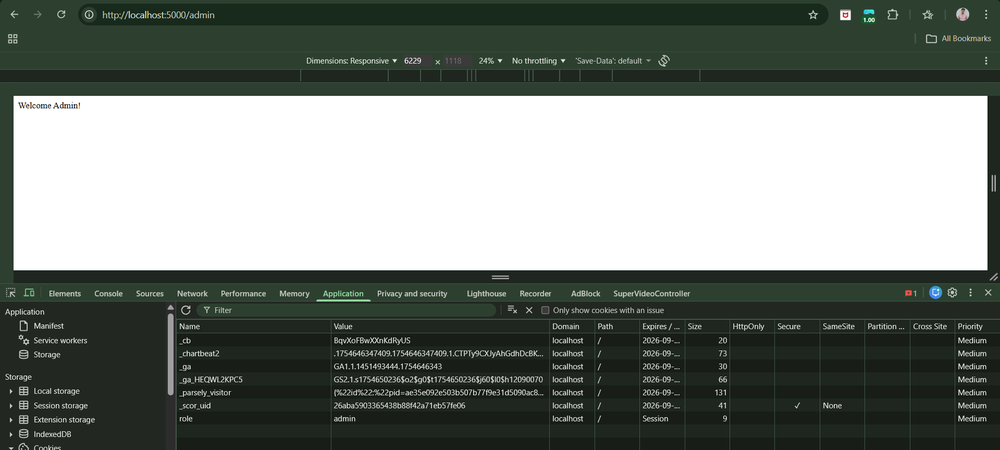 http://localhost:5000/admin
1.00
All Bookmarks
Dimensions: Responsive 6229 × 1118 24% No throttling 'Save-Data': default
Welcome Admin!
Elements Console Sources Network Performance Memory Application Privacy and security Lighthouse Recorder AdBlock SuperVideoController 1
Application
Manifest
Service workers
Storage
Storage
Local storage
Session storage
Extension storage
IndexedDB
Cookies
Filter Only show cookies with an issue
Name Value Domain Path Expires / ... Size HttpOnly Secure SameSite Partition ... Cross Site Priority
_cb BqvXoFBwXXnKdRyUS localhost / 2026-09-... 20 Medium
_chartbeat2 .1754646347409.1754646347409.1.CTPTy9CXJyAhGdhDcBK... localhost / 2026-09-... 73 Medium
_ga GA1.1.1451493444.1754646343 localhost / 2026-09-... 30 Medium
_ga_HEQWL2KPC5 GS2.1.s1754650236$o2$g0$t1754650236$j60$l0$h12090070 localhost / 2026-09-... 66 Medium
_parsely_visitor {%22id%22:%22pid=ae35e092e503b507b77f9e31d5090ac8... localhost / 2026-09-... 131 Medium
_scor_uid 26aba5903365438b88f42a71eb57fe06 localhost / 2026-09-... 41 ✓ None Medium
role admin localhost / Session 9 Medium